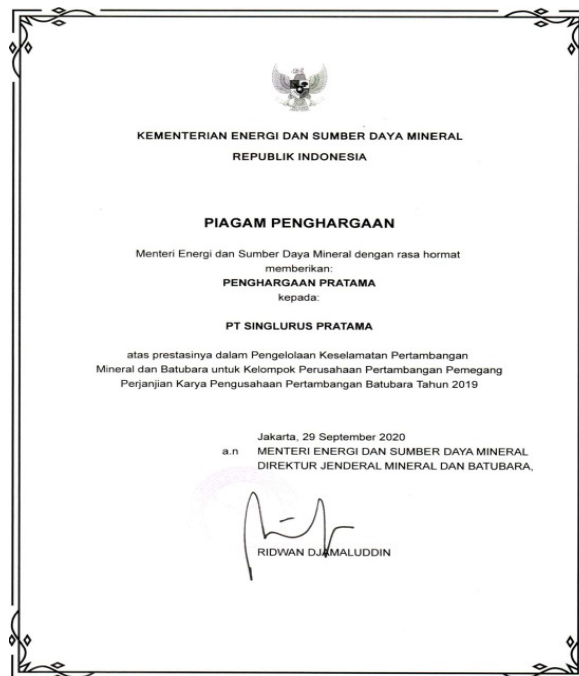 KEMENTERIAN ENERGI DAN SUMBER DAYA MINERAL
REPUBLIK INDONESIA
PIAGAM PENGHARGAAN
Menteri Energi dan Sumber Daya Mineral dengan rasa hormat
memberikan:
PENGHARGAAN PRATAMA
kepada:
PT SINGLURUS PRATAMA
atas prestasinya dalam Pengelolaan Keselamatan Pertambangan
Mineral dan Batubara untuk Kelompok Perusahaan Pertambangan Pemegang
Perjanjian Karya Pengusahaan Pertambangan Batubara Tahun 2019
Jakarta, 29 September 2020
a.n MENTERI ENERGI DAN SUMBER DAYA MINERAL
DIREKTUR JENDERAL MINERAL DAN BATUBARA,
RIDWAN DJAMALUDDIN